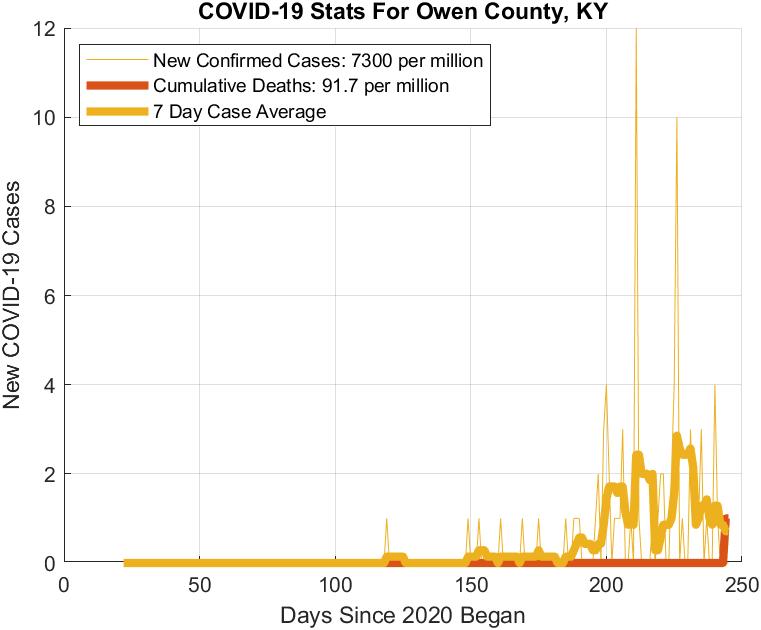 COVID-19 Stats For Owen County, KY
New Confirmed Cases: 7300 per million
Cumulative Deaths: 91.7 per million
7 Day Case Average
New COVID-19 Cases
12
10
8
6
4
2
0
0 50 100 150 200 250
Days Since 2020 Began